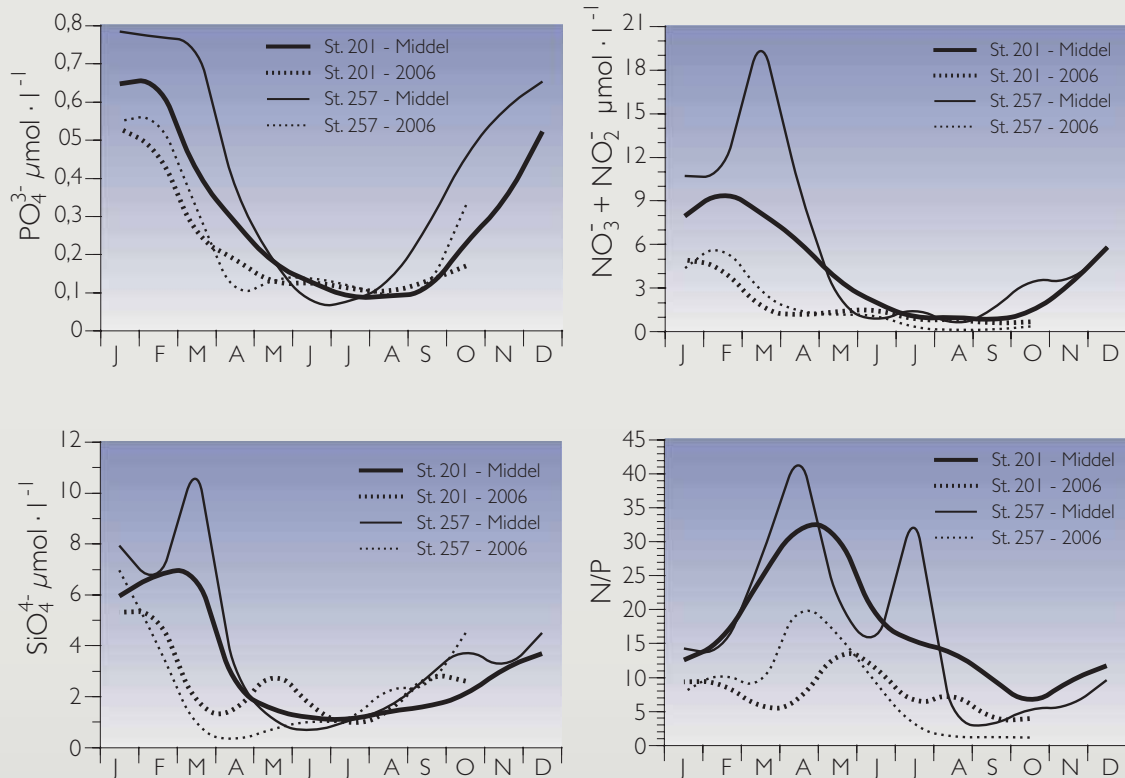 0,8
0,7
0,6
05
0,4
0,3
0,2
0,1
0
PO₄³⁻ µmol · l⁻¹
St. 201 - Middel
St. 201 - 2006
St. 257 - Middel
St. 257 - 2006
J F M A M J J A S O N D
21
18
15
12
9
6
3
0
NO₃⁻ + NO₂⁻ µmol · l⁻¹
St. 201 - Middel
St. 201 - 2006
St. 257 - Middel
St. 257 - 2006
J F M A M J J A S O N D
12
10
8
6
4
2
0
SiO₄⁴⁻ µmol · l⁻¹
St. 201 - Middel
St. 201 - 2006
St. 257 - Middel
St. 257 - 2006
J F M A M J J A S O N D
45
40
35
30
25
20
15
10
5
0
N/P
St. 201 - Middel
St. 201 - 2006
St. 257 - Middel
St. 257 - 2006
J F M A M J J A S O N D